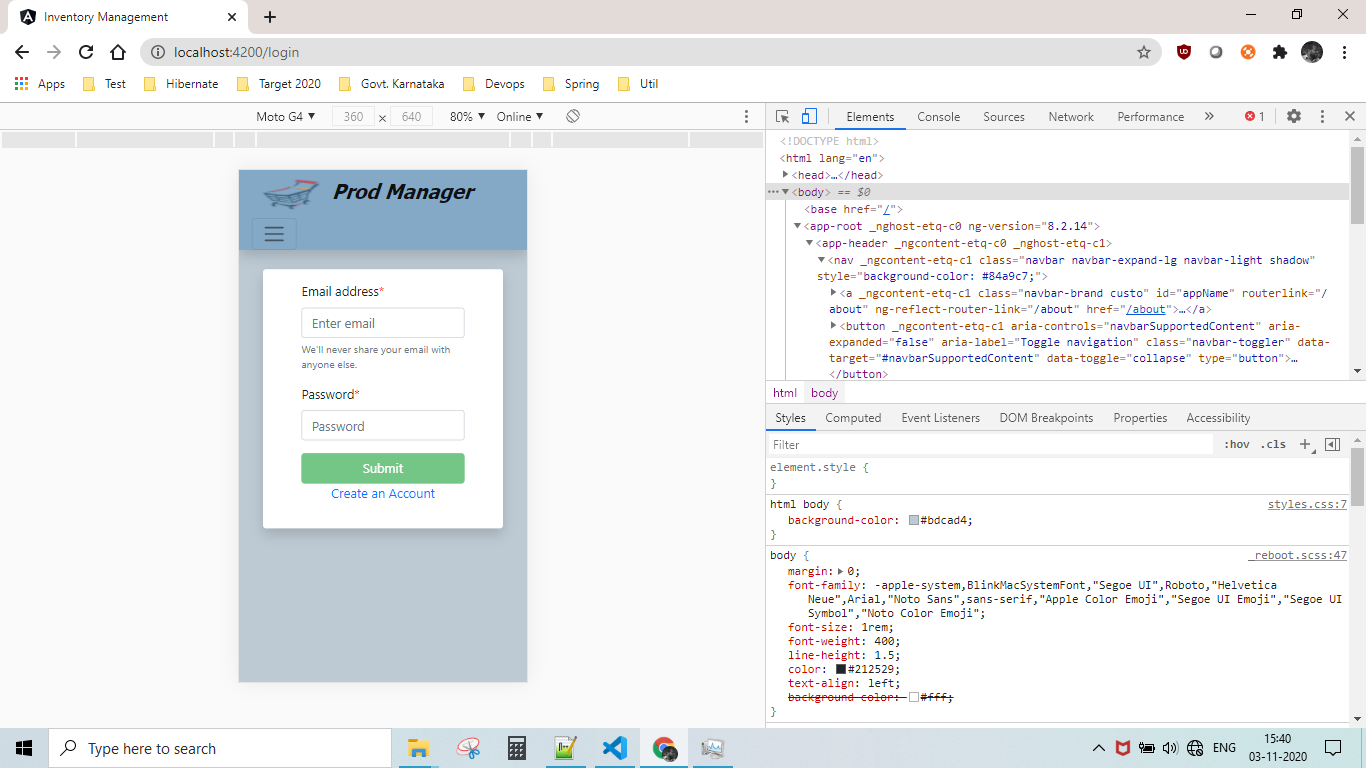 Inventory Management
localhost:4200/login
Apps Test Hibernate Target 2020 Govt. Karnataka Devops Spring Util
Moto G4 360 x 640 80% Online
Prod Manager
Email address*
Enter email
We'll never share your email with
anyone else.
Password*
Password
Submit
Create an Account
Elements Console Sources Network Performance » 1
<!DOCTYPE html>
<html lang="en">
<head>…</head>
<body> == $0
<base href="/">
<app-root _nghost-etq-c0 ng-version="8.2.14">
<app-header _ngcontent-etq-c0 _nghost-etq-c1>
<nav _ngcontent-etq-c1 class="navbar navbar-expand-lg navbar-light shadow"
style="background-color: #84a9c7;">
<a _ngcontent-etq-c1 class="navbar-brand custo" id="appName" routerlink="/
about" ng-reflect-router-link="/about" href="/about">…</a>
<button _ngcontent-etq-c1 aria-controls="navbarSupportedContent" aria-
expanded="false" aria-label="Toggle navigation" class="navbar-toggler" data-
target="#navbarSupportedContent" data-toggle="collapse" type="button">…
</button>
html body
Styles Computed Event Listeners DOM Breakpoints Properties Accessibility
Filter :hov .cls +
element.style {
}
html body { styles.css:7
background-color: #bdcad4;
}
body { _reboot.scss:47
margin: 0;
font-family: -apple-system,BlinkMacSystemFont,"Segoe UI",Roboto,"Helvetica
Neue",Arial,"Noto Sans",sans-serif,"Apple Color Emoji","Segoe UI Emoji","Segoe UI
Symbol","Noto Color Emoji";
font-size: 1rem;
font-weight: 400;
line-height: 1.5;
color: #212529;
text-align: left;
background-color: #fff;
}
Type here to search
ENG
15:40
03-11-2020